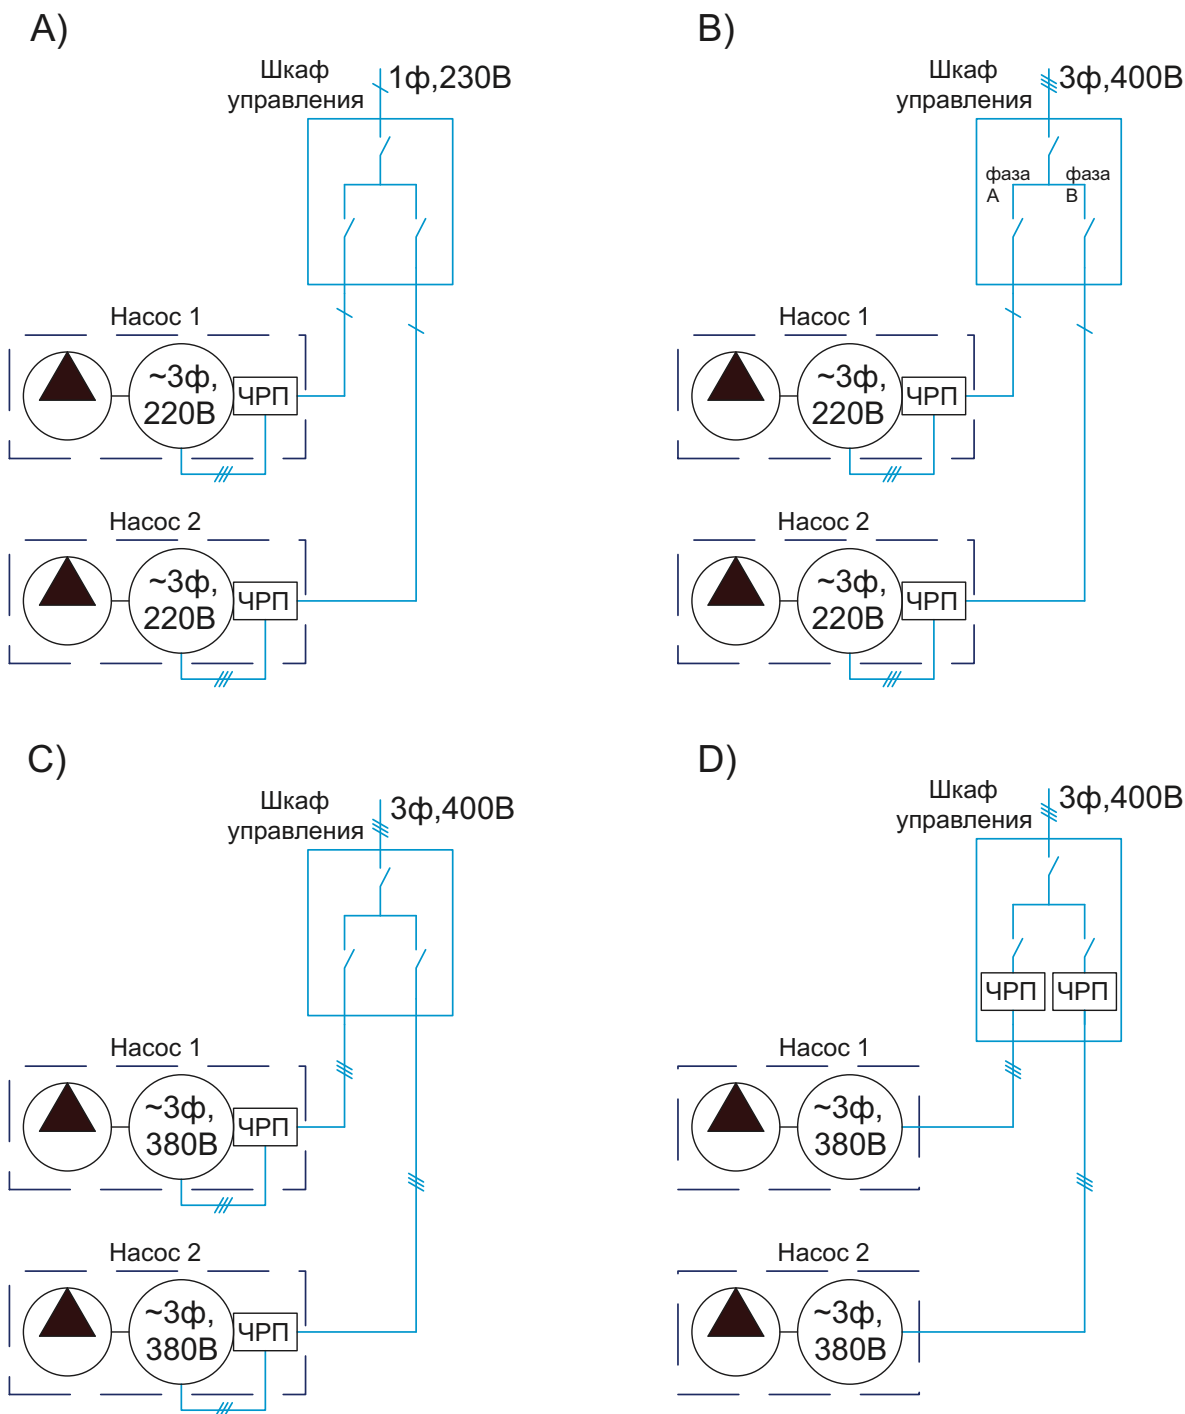 A)
Шкаф
управления
1ф,230В
Насос 1
~3ф,
220В
ЧРП
Насос 2
~3ф,
220В
ЧРП
B)
Шкаф
управления
3ф,400В
фаза
А
фаза
В
Насос 1
~3ф,
220В
ЧРП
Насос 2
~3ф,
220В
ЧРП
C)
Шкаф
управления
3ф,400В
Насос 1
~3ф,
380В
ЧРП
Насос 2
~3ф,
380В
ЧРП
D)
Шкаф
управления
3ф,400В
ЧРП
ЧРП
Насос 1
~3ф,
380В
Насос 2
~3ф,
380В